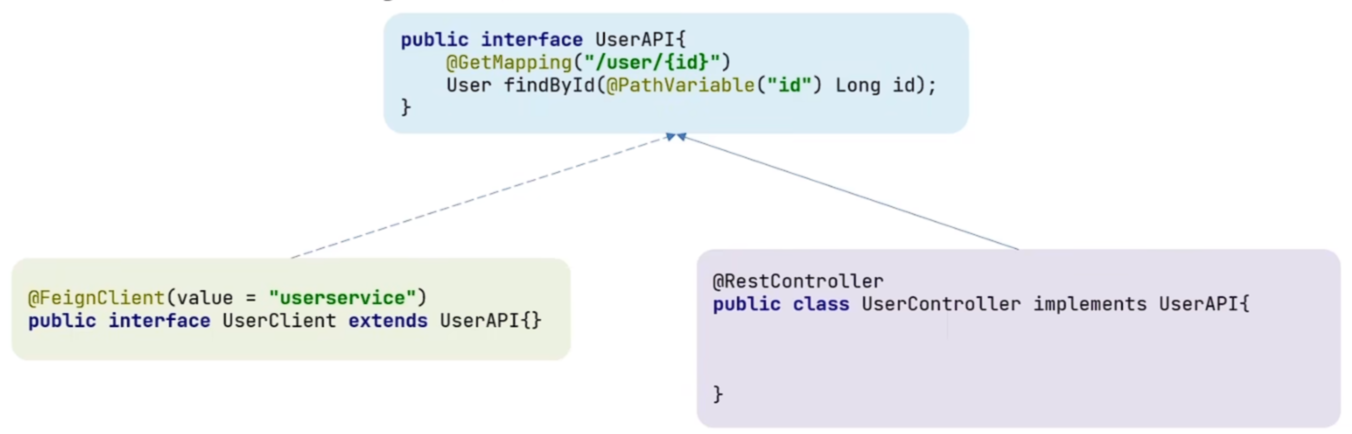 public interface UserAPI{
    @GetMapping("/user/{id}")
    User findById(@PathVariable("id") Long id);
}
@FeignClient(value = "userservice")
public interface UserClient extends UserAPI{}
@RestController
public class UserController implements UserAPI{
}